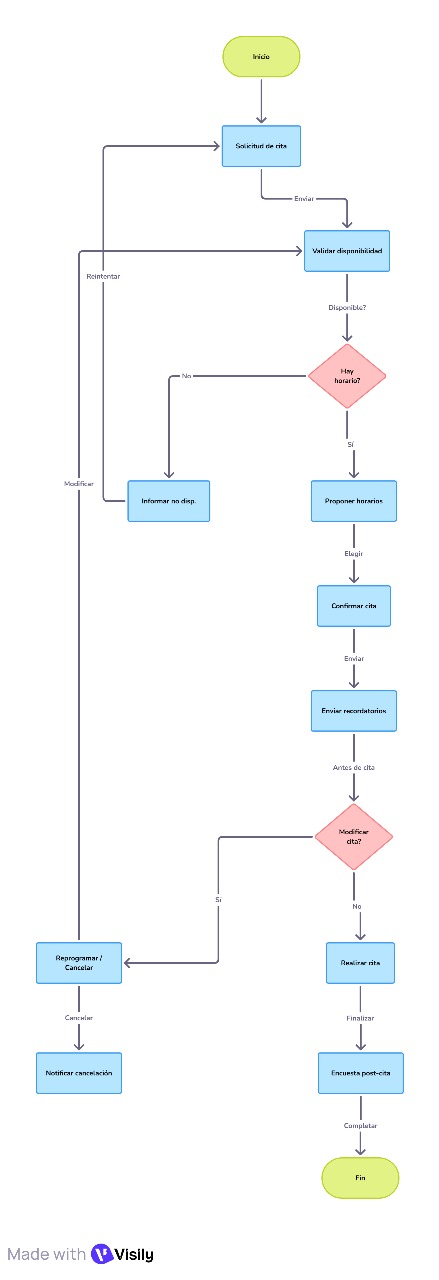 Inicio
Solicitud de cita
Enviar
Validar disponibilidad
Reintentar
Disponible?
Hay
horario?
No
Sí
Modificar
Informar no disp.
Proponer horarios
Elegir
Confirmar cita
Enviar
Enviar recordatorios
Antes de cita
Modificar
cita?
Sí
No
Reprogramar /
Cancelar
Realizar cita
Cancelar
Finalizar
Notificar cancelación
Encuesta post-cita
Completar
Fin
Made with Visily